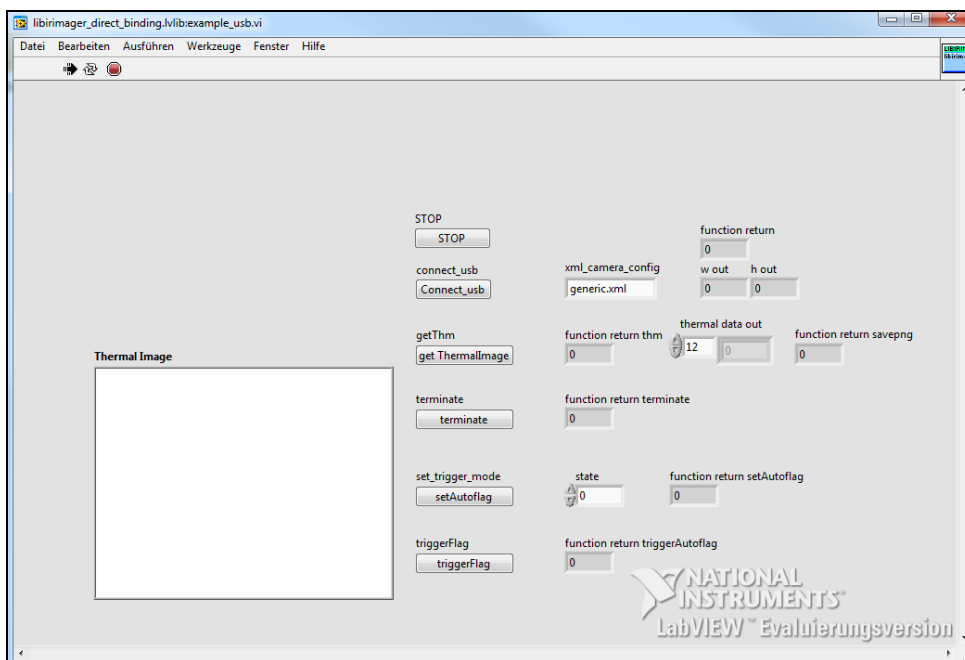 libirimager_direct_binding.lvlib:example_usb.vi
Datei Bearbeiten Ausführen Werkzeuge Fenster Hilfe
STOP
STOP
function return
0
connect_usb
xml_camera_config
w out
h out
Connect_usb
generic.xml
0
0
getThm
function return thm
thermal data out
function return savepng
get ThermalImage
0
12
0
0
Thermal Image
terminate
function return terminate
terminate
0
set_trigger_mode
state
function return setAutoflag
setAutoflag
0
0
triggerFlag
function return triggerAutoflag
triggerFlag
0
NATIONAL
INSTRUMENTS™
LabVIEW™ Evaluierungsversion